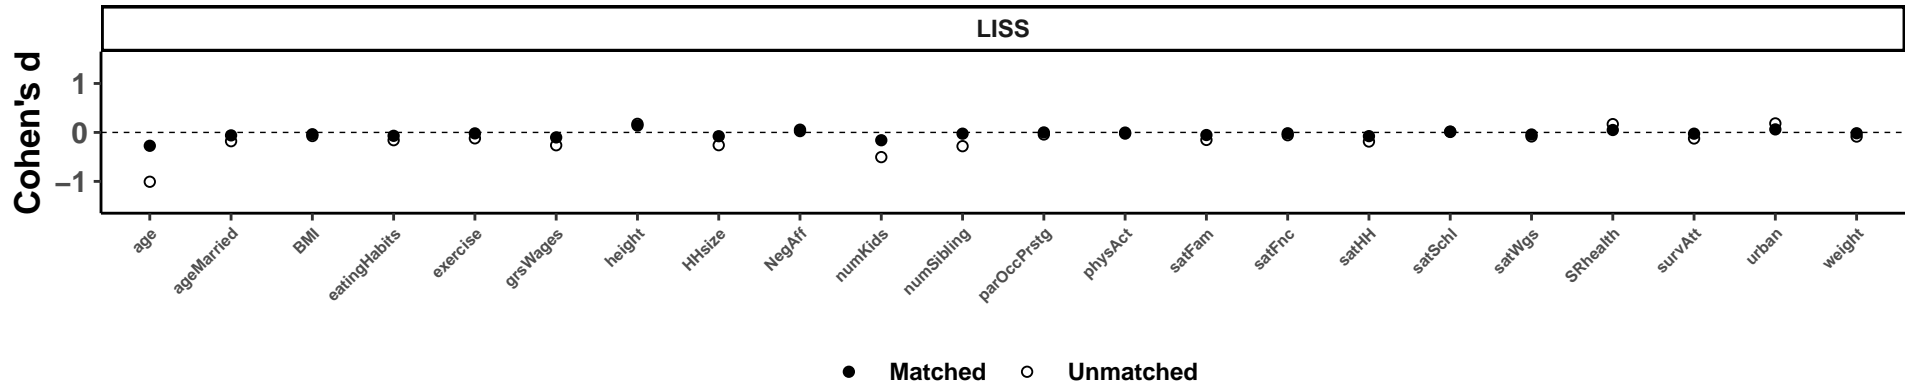 LISS
Cohen's d
1
0
−1
age
ageMarried
BMI
eatingHabits
exercise
grsWages
height
HHsize
NegAff
numKids
numSibling
parOccPrstg
physAct
satFam
satFnc
satHH
satSchl
satWgs
SRhealth
survAtt
urban
weight
Matched
Unmatched